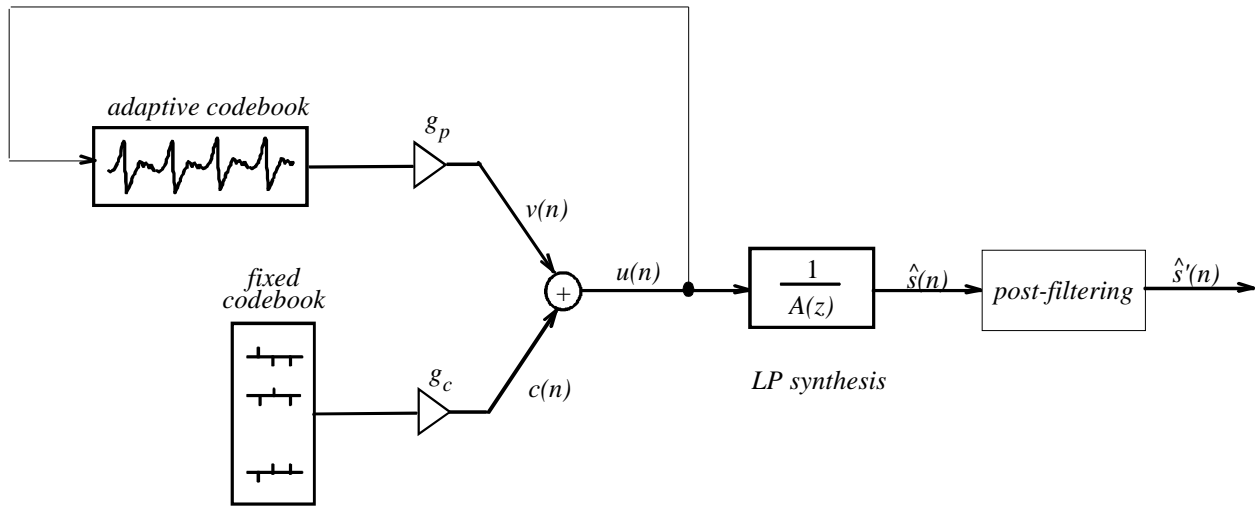 adaptive codebook
g_p
v(n)
fixed
codebook
+
u(n)
1
A(z)
ŝ(n)
post-filtering
ŝ'(n)
LP synthesis
g_c
c(n)